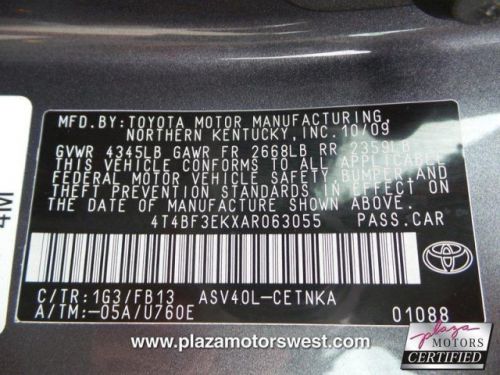 MFD.BY: TOYOTA MOTOR MANUFACTURING,
NORTHERN KENTUCKY,INC.10/09
GVWR 4345LB GAWR FR 2668LB RR 2359LB
THIS VEHICLE CONFORMS TO ALL APPLICABLE
FEDERAL MOTOR VEHICLE SAFETY,BUMPER,AND
THEFT PREVENTION STANDARDS IN EFFECT ON
THE DATE OF MANUFACTURE SHOWN ABOVE.
4T4BF3EKXAR063055 PASS.CAR
C/TR:1G3/FB13 ASV40L-CETNKA
A/TM:-05A/U760E 01088
TOYOTA
4M
www.plazamotorswest.com
plaza
MOTORS
CERTIFIED